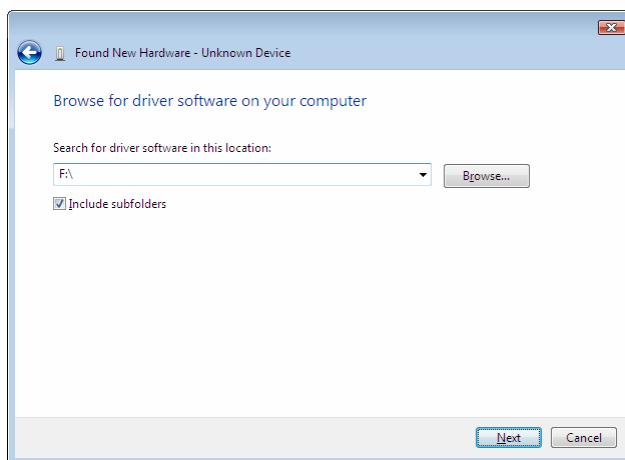 Found New Hardware - Unknown Device
Browse for driver software on your computer
Search for driver software in this location:
F:\
Browse...
Include subfolders
Next
Cancel